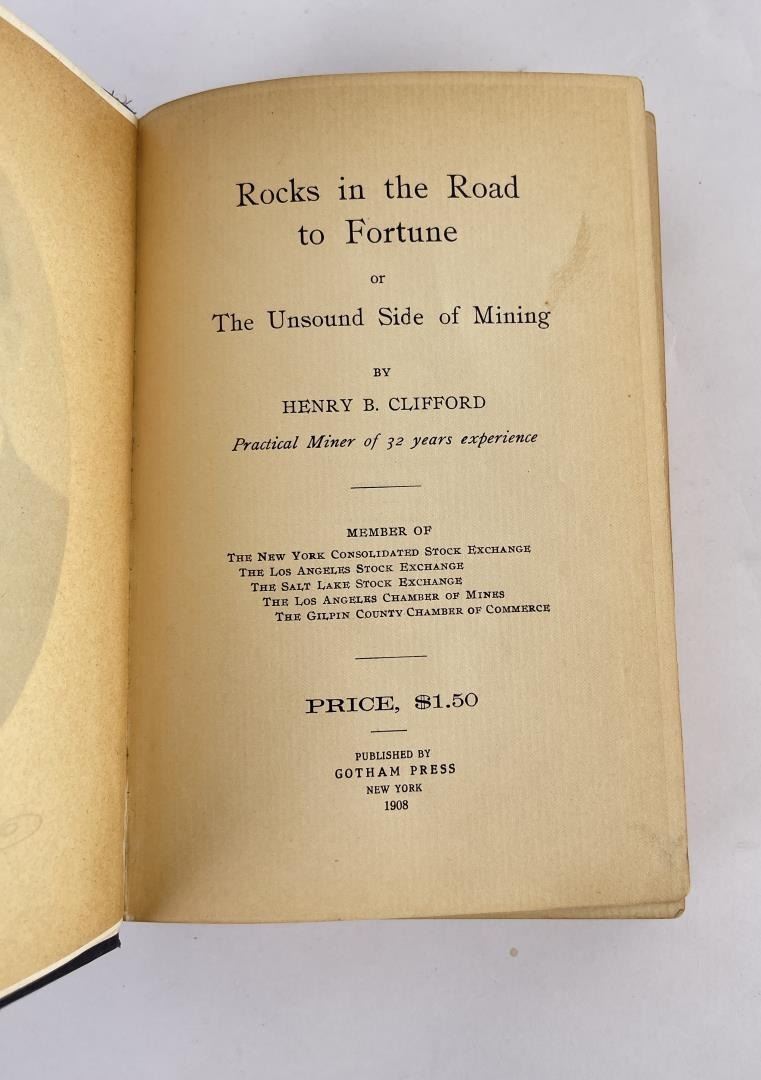 Rocks in the Road
to Fortune
or
The Unsound Side of Mining
BY
HENRY B. CLIFFORD
Practical Miner of 32 years experience
MEMBER OF
THE NEW YORK CONSOLIDATED STOCK EXCHANGE
THE LOS ANGELES STOCK EXCHANGE
THE SALT LAKE STOCK EXCHANGE
THE LOS ANGELES CHAMBER OF MINES
THE GILPIN COUNTY CHAMBER OF COMMERCE
PRICE, $1.50
PUBLISHED BY
GOTHAM PRESS
NEW YORK
1908